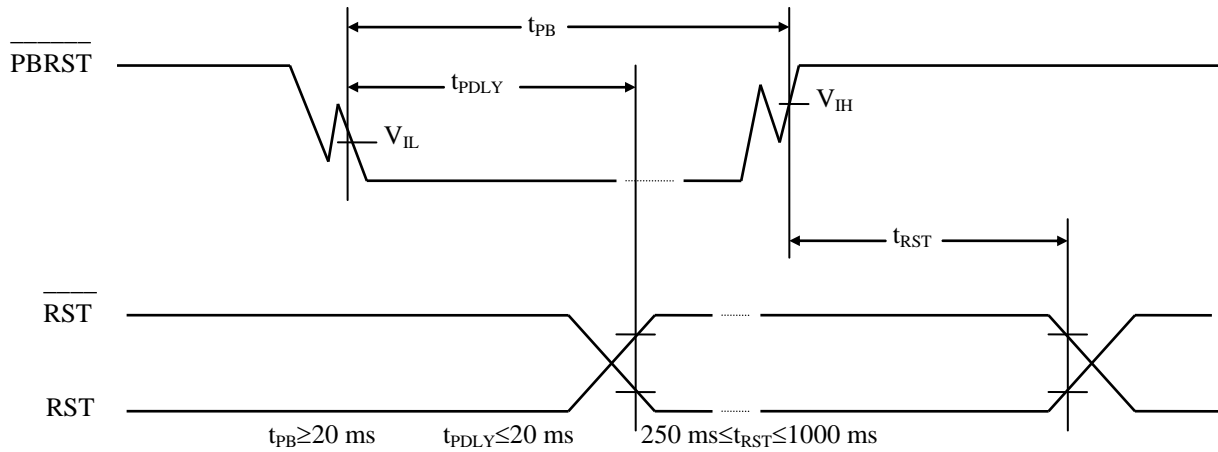 t_PB
PBRST
t_PDLY
V_IH
V_IL
t_RST
RST
RST
t_PB≥20 ms t_PDLY≤20 ms 250 ms≤t_RST≤1000 ms